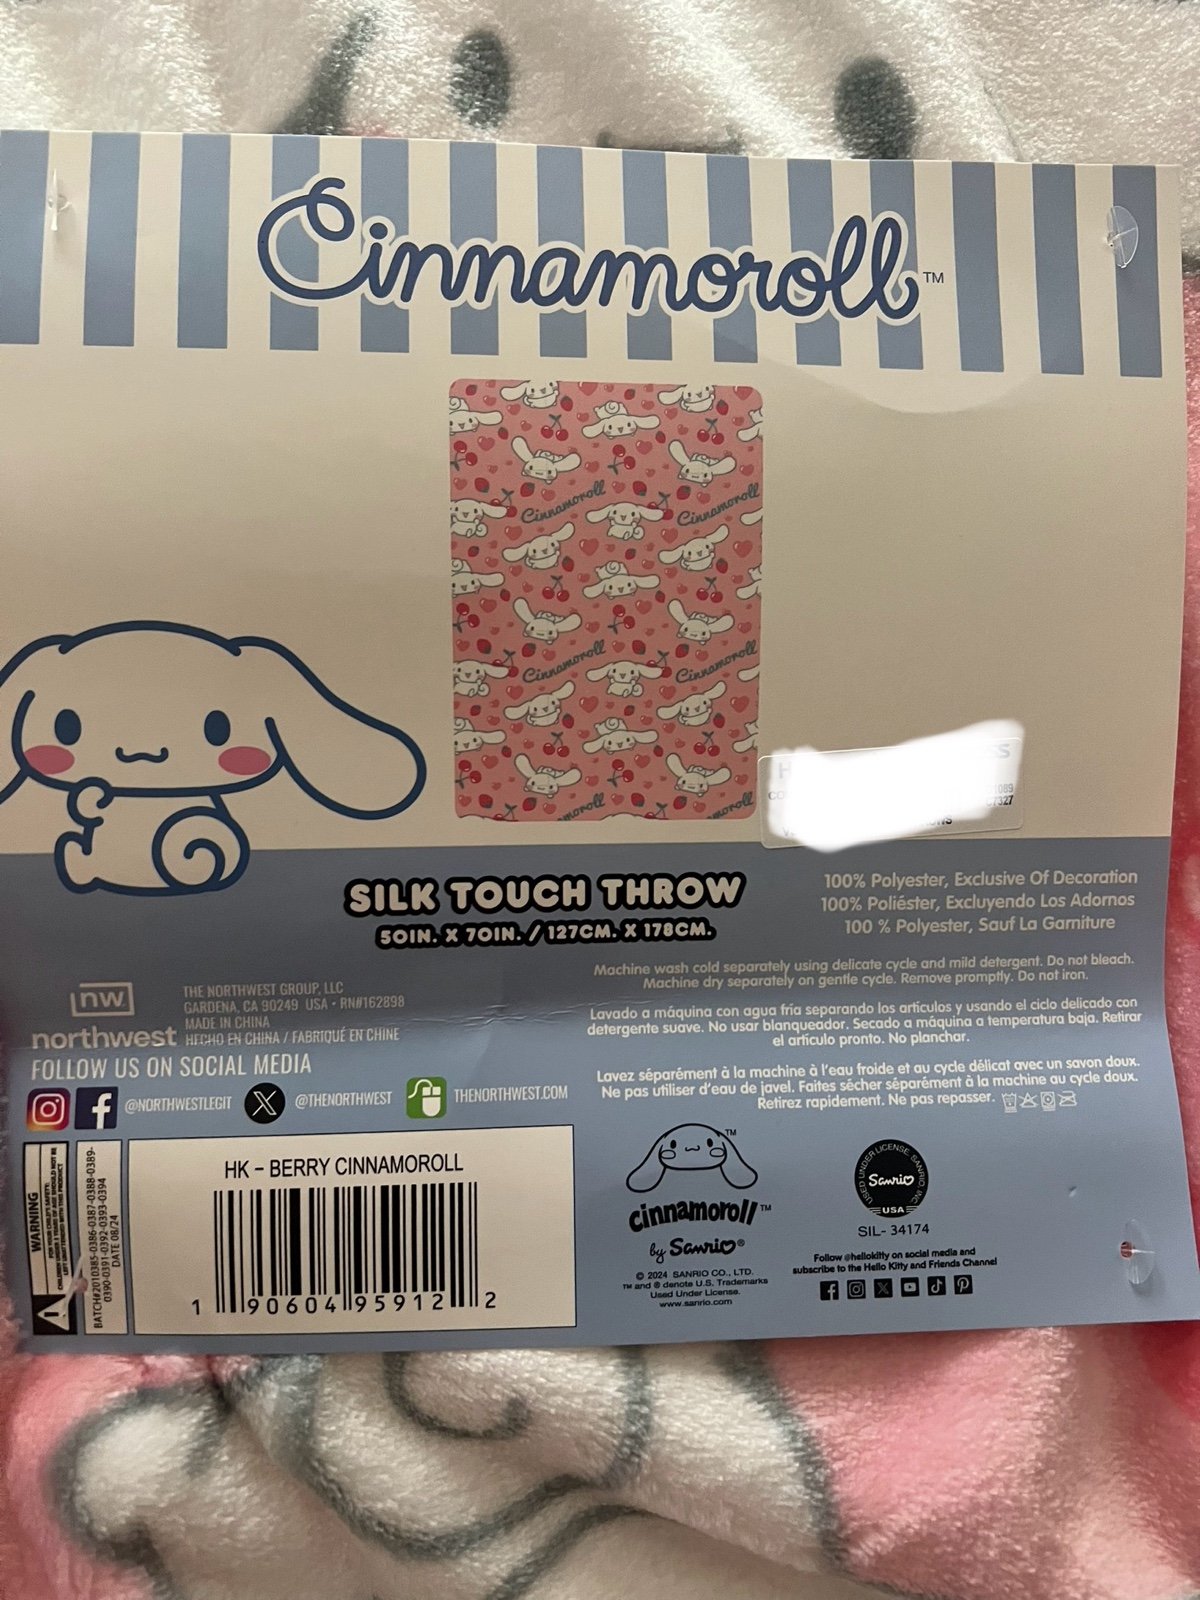 Cinnamoroll™
Cinnamoroll
Cinnamoroll
Cinnamoroll
Cinnamoroll
moroll
moroll
SILK TOUCH THROW
50IN. X 70IN. / 127CM. X 178CM.
1089
C7327
100% Polyester, Exclusive Of Decoration
100% Poliéster, Excluyendo Los Adornos
100 % Polyester, Sauf La Garniture
Machine wash cold separately using delicate cycle and mild detergent. Do not bleach.
Machine dry separately on gentle cycle. Remove promptly. Do not iron.
Lavado a máquina con agua fría separando los artículos y usando el ciclo delicado con
detergente suave. No usar blanqueador. Secado a máquina a temperatura baja. Retirar
el artículo pronto. No planchar.
Lavez séparément à la machine à l'eau froide et au cycle délicat avec un savon doux.
Ne pas utiliser d'eau de javel. Faites sécher séparément à la machine au cycle doux.
Retirez rapidement. Ne pas repasser.
nw
northwest
THE NORTHWEST GROUP, LLC
GARDENA, CA 90249 USA • RN#162898
MADE IN CHINA
HECHO EN CHINA / FABRIQUÉ EN CHINE
FOLLOW US ON SOCIAL MEDIA
@NORTHWESTLEGIT
@THENORTHWEST
THENORTHWEST.COM
WARNING
BATCH#2010385-0386-0387-0388-0389-
0390-0391-0392-0393-0394
DATE 08/24
HK - BERRY CINNAMOROLL
1 90604 95912 2
™
cinnamoroll™
by Sanrio®
© 2024 SANRIO CO., LTD.
™ and ® denote U.S. Trademarks
Used Under License.
www.sanrio.com
USED UNDER LICENSE, SANRIO, INC.
Sanrio
USA
SIL- 34174
Follow @hellokitty on social media and
subscribe to the Hello Kitty and Friends Channel